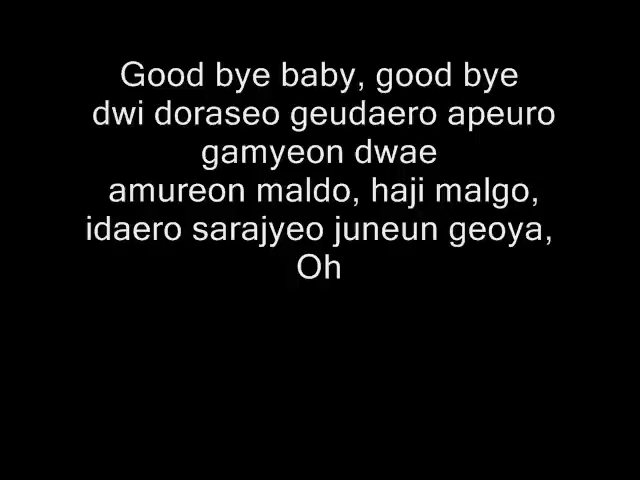 Good bye baby, good bye
dwi doraseo geudaero apeuro
gamyeon dwae
amureon maldo, haji malgo,
idaero sarajyeo juneun geoya,
Oh